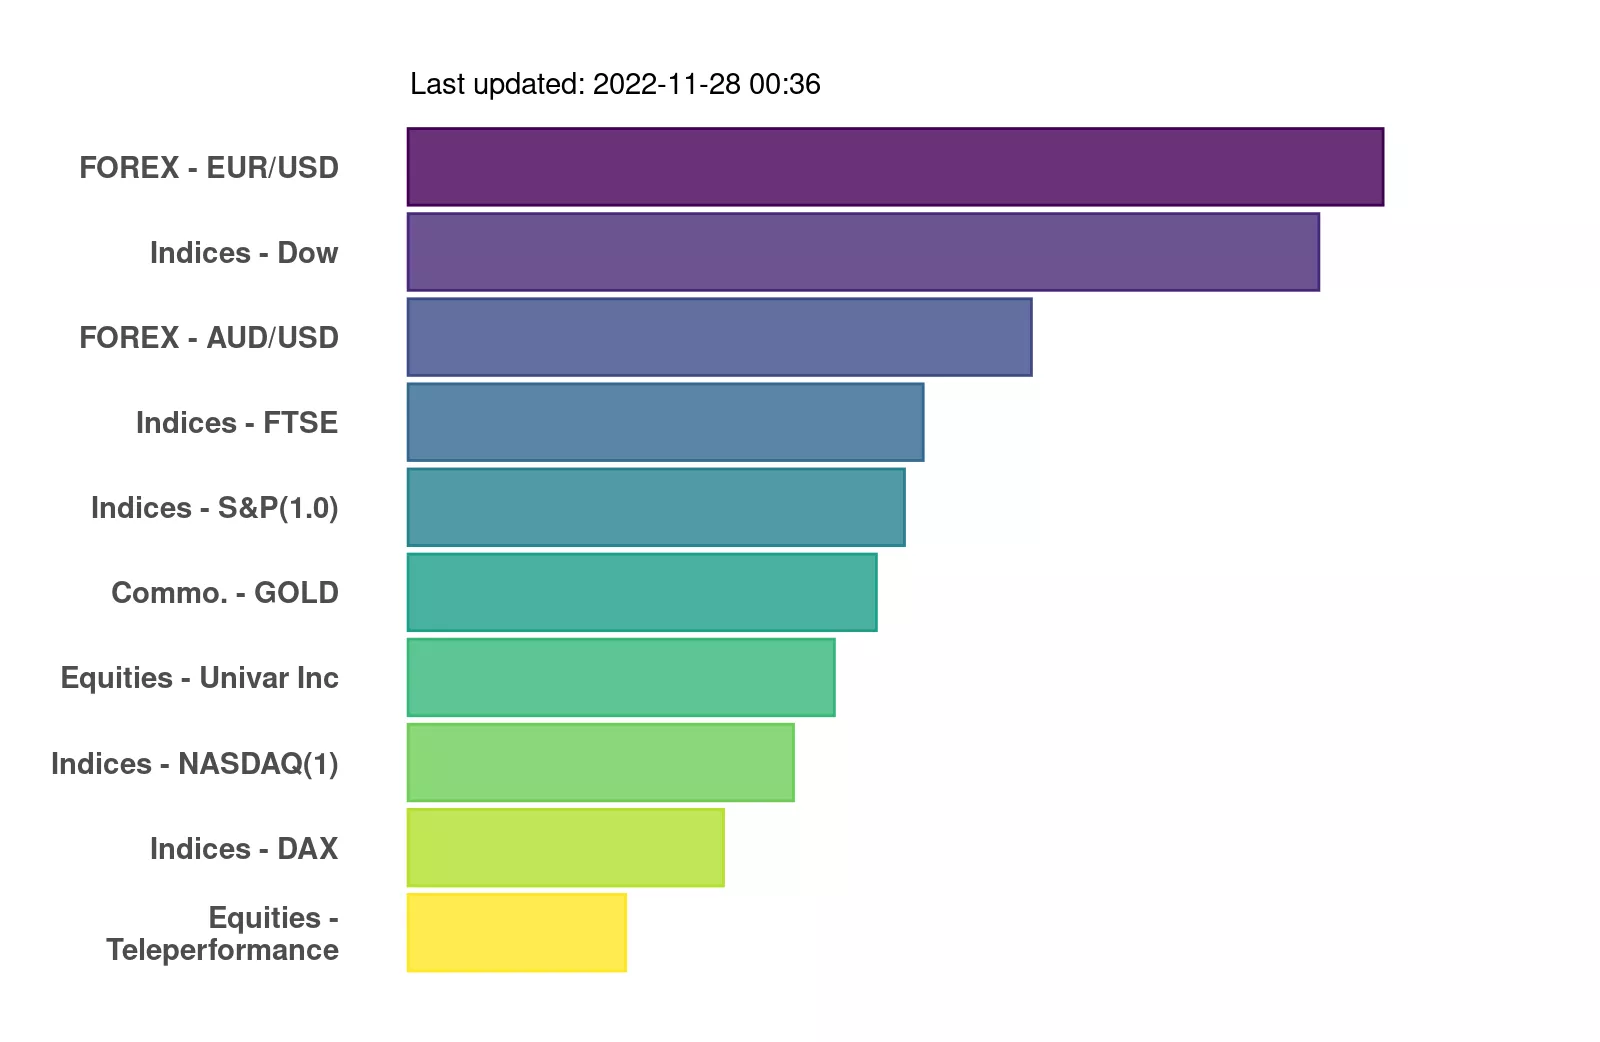 Last updated: 2022-11-28 00:36
FOREX - EUR/USD
Indices - Dow
FOREX - AUD/USD
Indices - FTSE
Indices - S&P(1.0)
Commo. - GOLD
Equities - Univar Inc
Indices - NASDAQ(1)
Indices - DAX
Equities -
Teleperformance